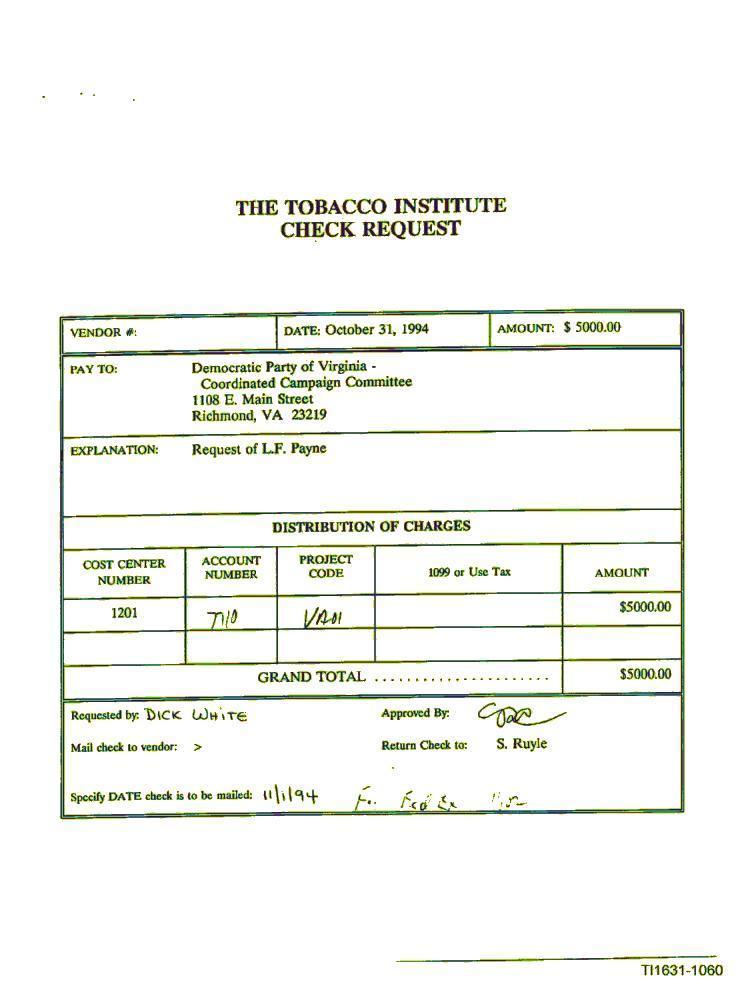 THE TOBACCO INSTITUTE
CHECK REQUEST
VENDOR #: DATE: October 31, 1994 AMOUNT: $ 5000.00
PAY TO: Democratic Party of Virginia -
Coordinated Campaign Committee
1108 E. Main Street
Richmond, VA 23219
EXPLANATION: Request of L.F. Payne
DISTRIBUTION OF CHARGES
COST CENTER NUMBER ACCOUNT NUMBER PROJECT CODE 1099 or Use Tax AMOUNT
1201 7710 VA01 $5000.00
GRAND TOTAL ...................... $5000.00
Requested by: DICK WHITE Approved By:
Mail check to vendor: > Return Check to: S. Ruyle
Specify DATE check is to be mailed: 11/1/94 Fed Ex
TI1631-1060